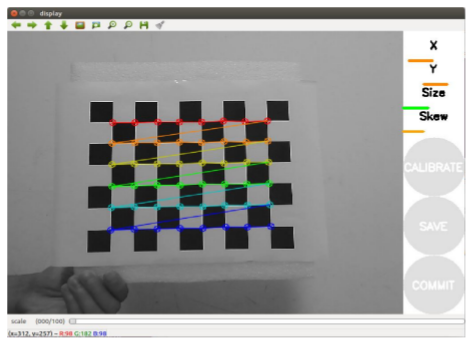 display
X
Y
Size
Skew
CALIBRATE
SAVE
COMMIT
scale (000/100)
(x=312, y=257) ~ R:98 G:182 B:98